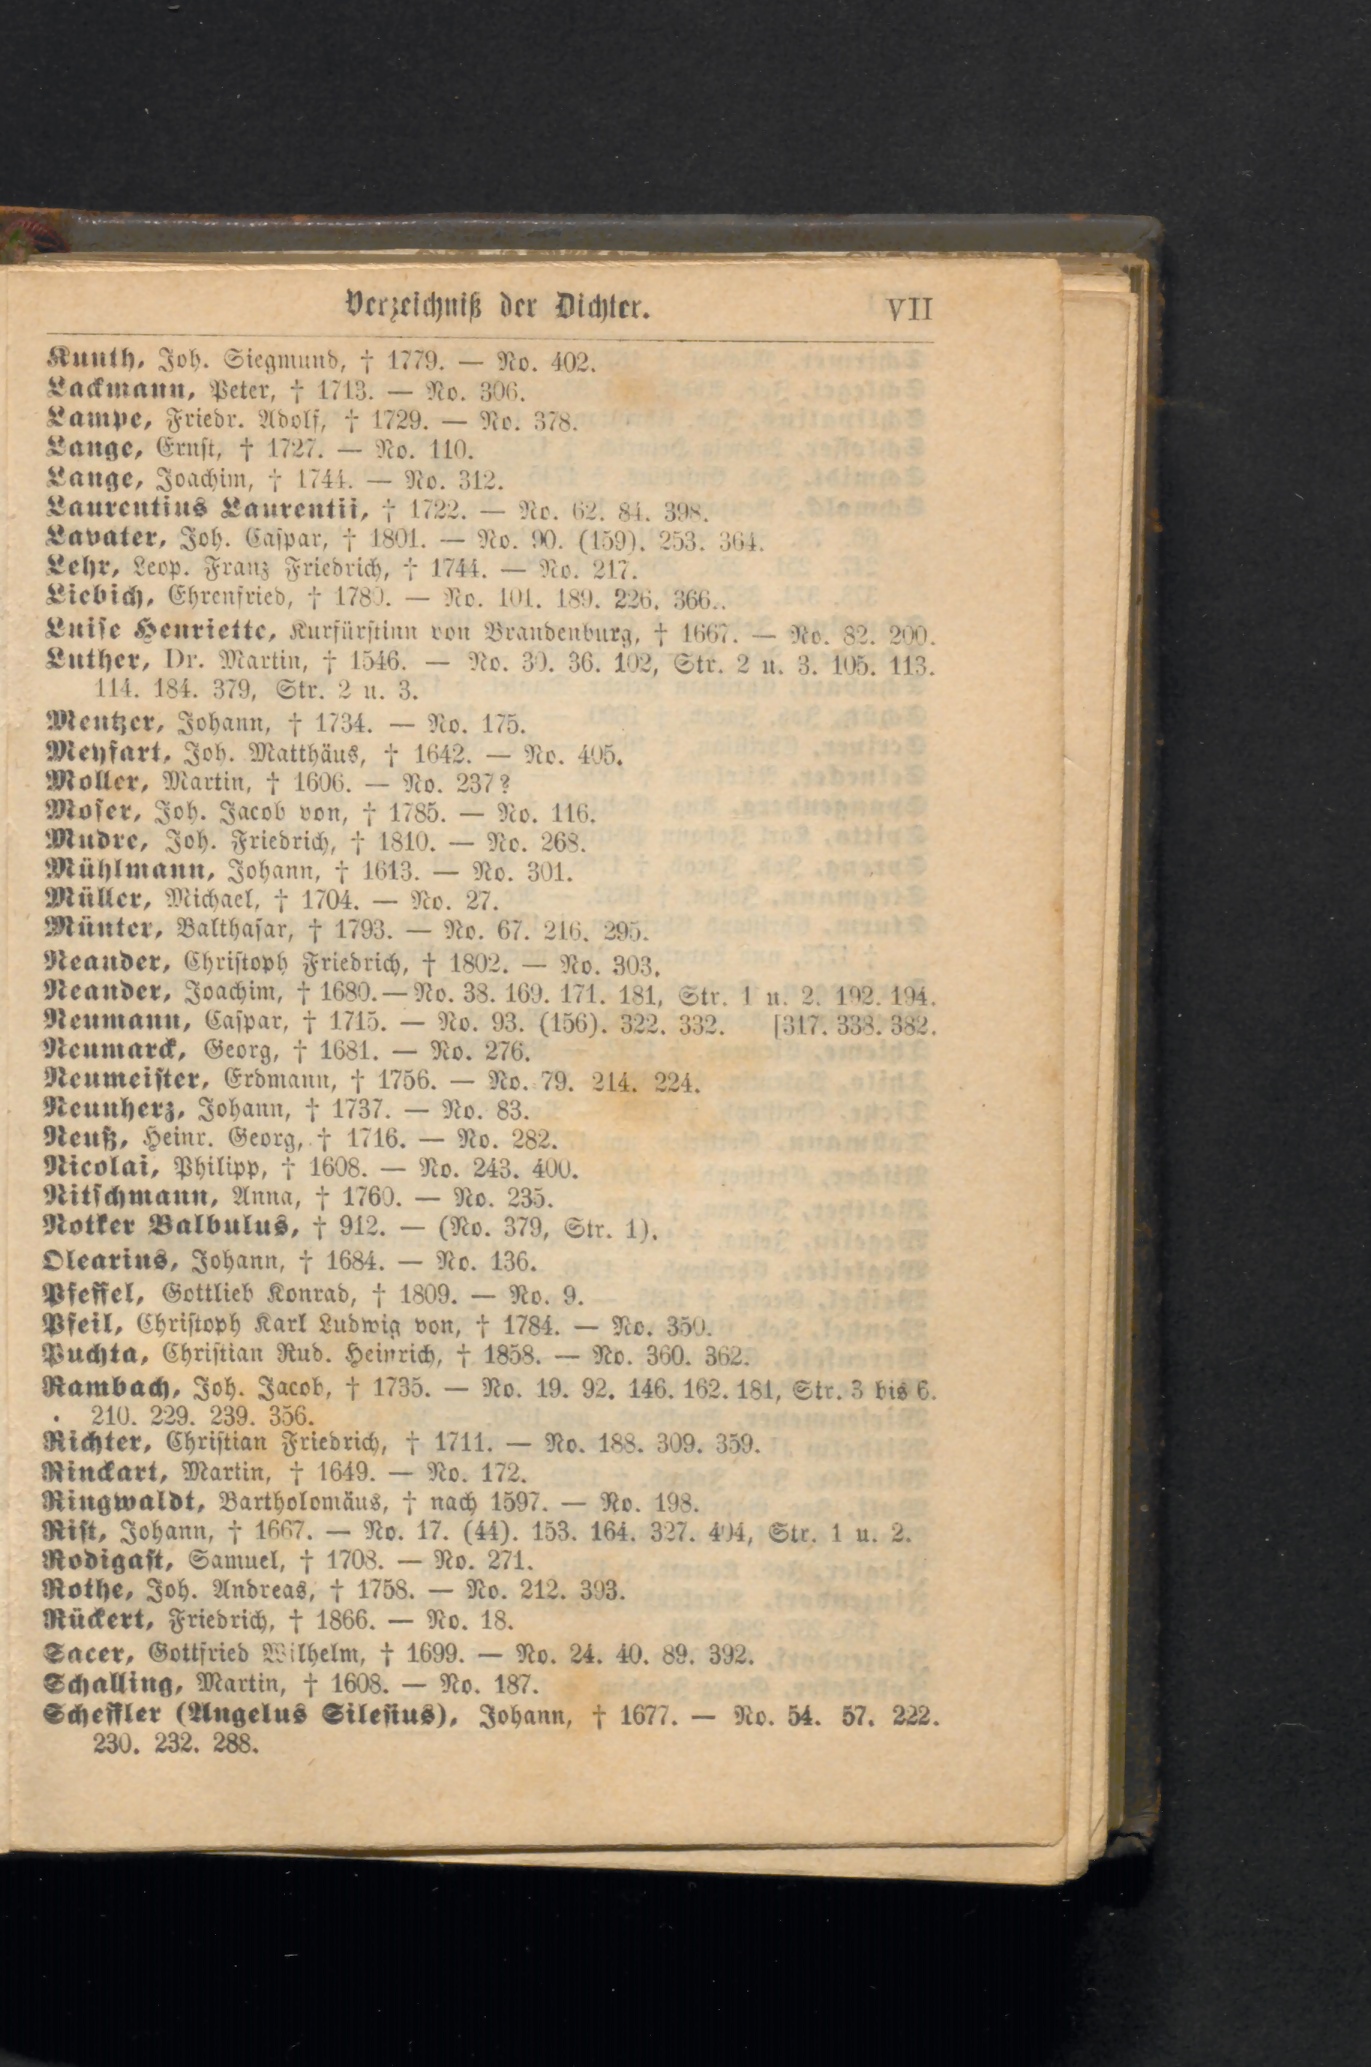 Verzeichniß der Dichter. VII
Kunth, Joh. Siegmund, † 1779. — No. 402.
Lackmann, Peter, † 1713. — No. 306.
Lampe, Friedr. Adolf, † 1729. — No. 378.
Lange, Ernst, † 1727. — No. 110.
Lange, Joachim, † 1744. — No. 312.
Laurentius Laurentii, † 1722. — No. 62. 84. 398.
Lavater, Joh. Caspar, † 1801. — No. 90. (159). 253. 364.
Lehr, Leop. Franz Friedrich, † 1744. — No. 217.
Liebich, Ehrenfried, † 1780. — No. 101. 189. 226. 366.
Luise Henriette, Kurfürstinn von Brandenburg, † 1667. — No. 82. 200.
Luther, Dr. Martin, † 1546. — No. 30. 36. 102, Str. 2 u. 3. 105. 113.
114. 184. 379, Str. 2 u. 3.
Mentzer, Johann, † 1734. — No. 175.
Meyfart, Joh. Matthäus, † 1642. — No. 405.
Moller, Martin, † 1606. — No. 237?
Moser, Joh. Jacob von, † 1785. — No. 116.
Mudre, Joh. Friedrich, † 1810. — No. 268.
Mühlmann, Johann, † 1613. — No. 301.
Müller, Michael, † 1704. — No. 27.
Münter, Balthasar, † 1793. — No. 67. 216. 295.
Neander, Christoph Friedrich, † 1802. — No. 303.
Neander, Joachim, † 1680. — No. 38. 169. 171. 181, Str. 1 u. 2. 192. 194.
Neumann, Caspar, † 1715. — No. 93. (156). 322. 332. [317. 338. 382.
Neumarck, Georg, † 1681. — No. 276.
Neumeister, Erdmann, † 1756. — No. 79. 214. 224.
Neunherz, Johann, † 1737. — No. 83.
Neuß, Heinr. Georg, † 1716. — No. 282.
Nicolai, Philipp, † 1608. — No. 243. 400.
Nitschmann, Anna, † 1760. — No. 235.
Notker Balbulus, † 912. — (No. 379, Str. 1).
Olearius, Johann, † 1684. — No. 136.
Pfeffel, Gottlieb Konrad, † 1809. — No. 9.
Pfeil, Christoph Karl Ludwig von, † 1784. — No. 350.
Puchta, Christian Rud. Heinrich, † 1858. — No. 360. 362.
Rambach, Joh. Jacob, † 1735. — No. 19. 92. 146. 162. 181, Str. 3 bis 6.
210. 229. 239. 356.
Richter, Christian Friedrich, † 1711. — No. 188. 309. 359.
Rinckart, Martin, † 1649. — No. 172.
Ringwaldt, Bartholomäus, † nach 1597. — No. 198.
Rist, Johann, † 1667. — No. 17. (44). 153. 164. 327. 404, Str. 1 u. 2.
Rodigast, Samuel, † 1708. — No. 271.
Rothe, Joh. Andreas, † 1758. — No. 212. 393.
Rückert, Friedrich, † 1866. — No. 18.
Sacer, Gottfried Wilhelm, † 1699. — No. 24. 40. 89. 392.
Schalling, Martin, † 1608. — No. 187.
Scheffler (Angelus Silesius), Johann, † 1677. — No. 54. 57. 222.
230. 232. 288.